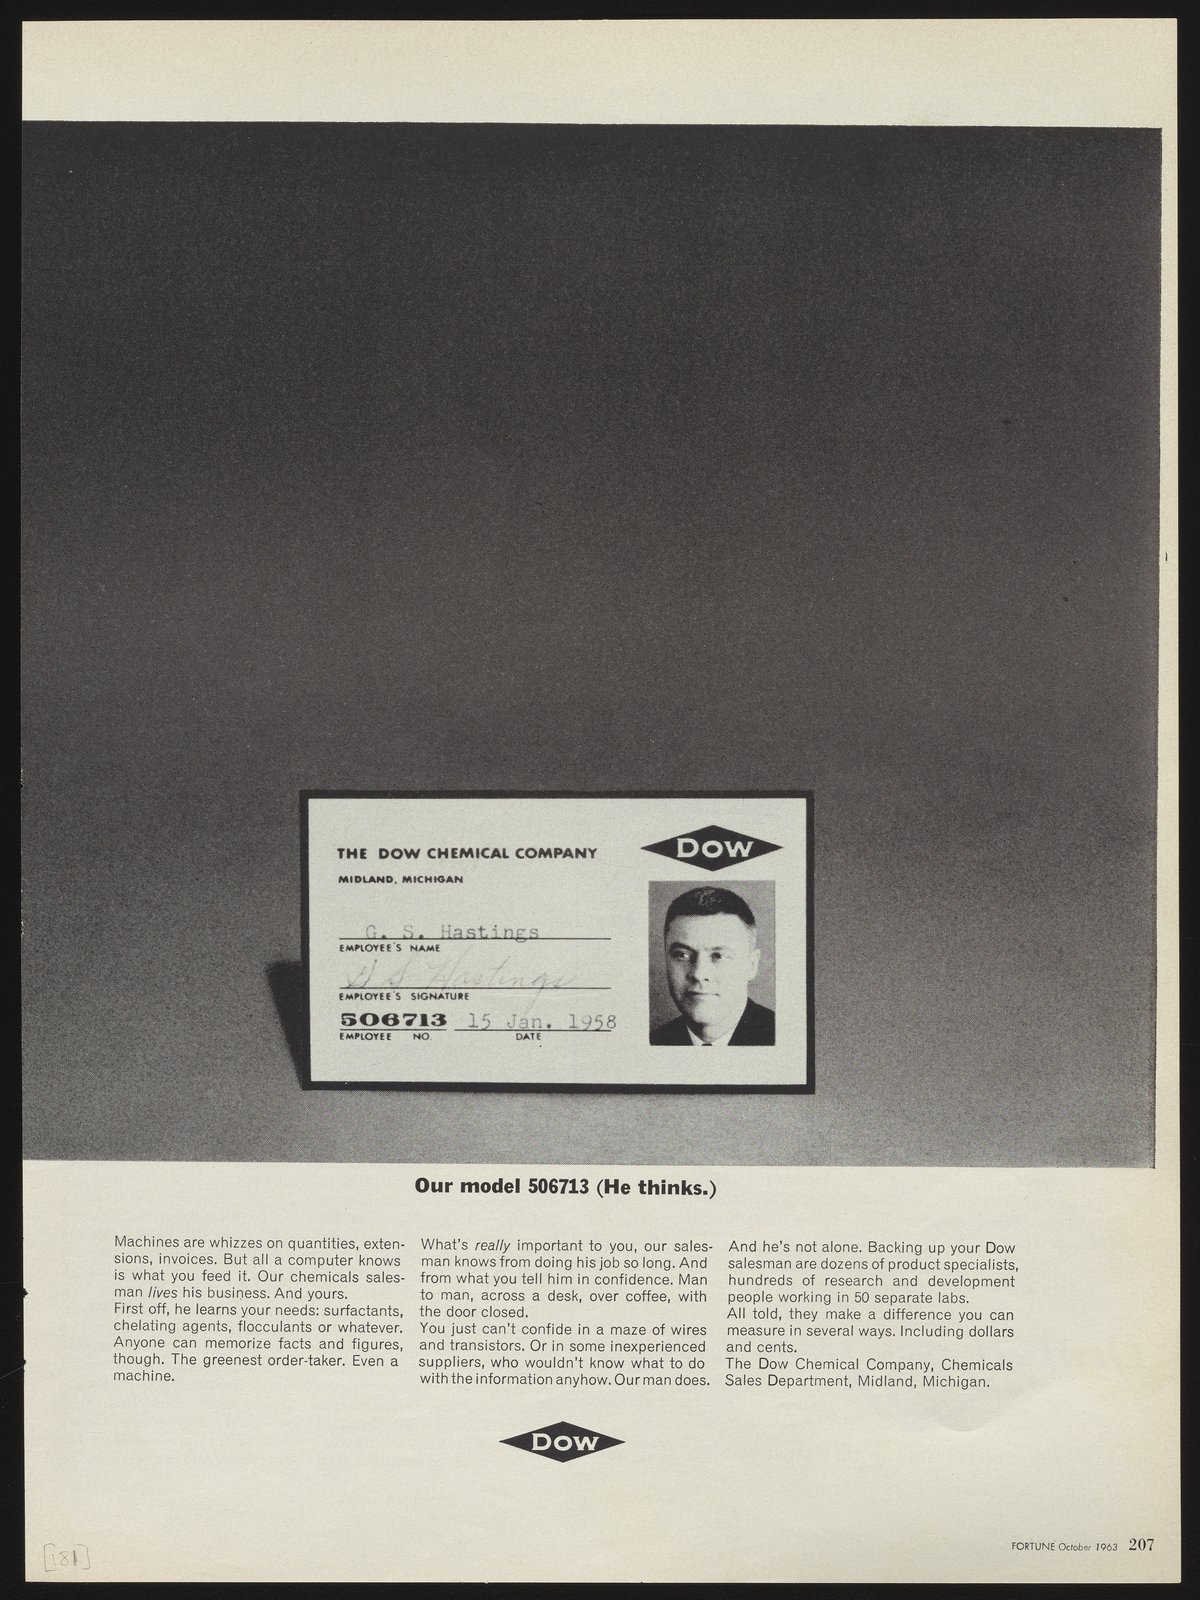 THE DOW CHEMICAL COMPANY
MIDLAND, MICHIGAN
Dow
G. S. Hastings
EMPLOYEE'S NAME
G S Hastings
EMPLOYEE'S SIGNATURE
506713 15 Jan. 1958
EMPLOYEE NO. DATE
Our model 506713 (He thinks.)
Machines are whizzes on quantities, exten-
sions, invoices. But all a computer knows
is what you feed it. Our chemicals sales-
man lives his business. And yours.
First off, he learns your needs: surfactants,
chelating agents, flocculants or whatever.
Anyone can memorize facts and figures,
though. The greenest order-taker. Even a
machine.
What's really important to you, our sales-
man knows from doing his job so long. And
from what you tell him in confidence. Man
to man, across a desk, over coffee, with
the door closed.
You just can't confide in a maze of wires
and transistors. Or in some inexperienced
suppliers, who wouldn't know what to do
with the information anyhow. Our man does.
And he's not alone. Backing up your Dow
salesman are dozens of product specialists,
hundreds of research and development
people working in 50 separate labs.
All told, they make a difference you can
measure in several ways. Including dollars
and cents.
The Dow Chemical Company, Chemicals
Sales Department, Midland, Michigan.
Dow
FORTUNE October 1963 207
[181]